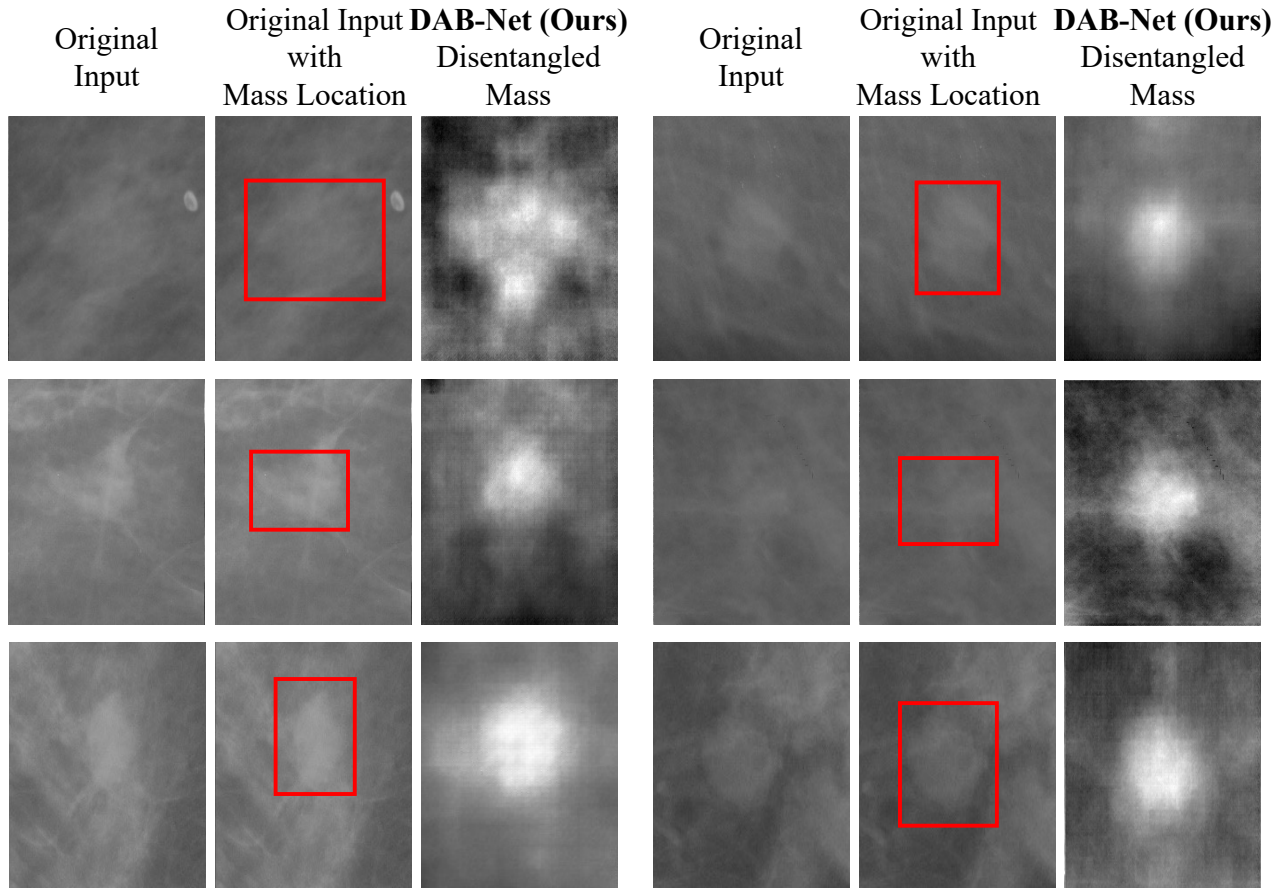 Original
Input
Original Input
with
Mass Location
DAB-Net (Ours)
Disentangled
Mass
Original
Input
Original Input
with
Mass Location
DAB-Net (Ours)
Disentangled
Mass